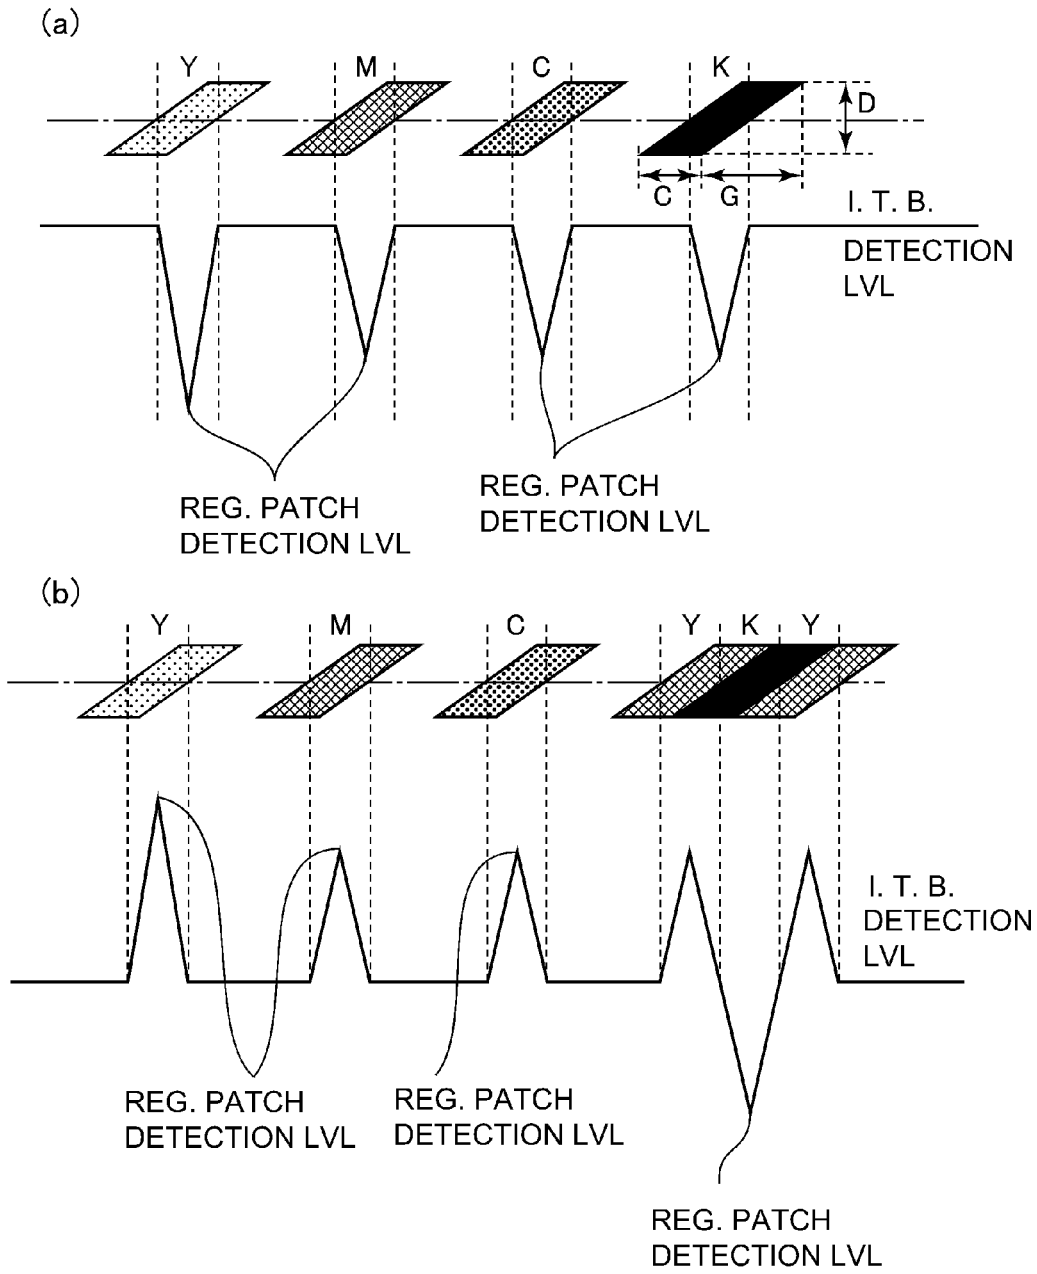 (a)
Y M C K
D
C G
I. T. B.
DETECTION
LVL
REG. PATCH
DETECTION LVL
REG. PATCH
DETECTION LVL
(b)
Y M C Y K Y
I. T. B.
DETECTION
LVL
REG. PATCH
DETECTION LVL
REG. PATCH
DETECTION LVL
REG. PATCH
DETECTION LVL